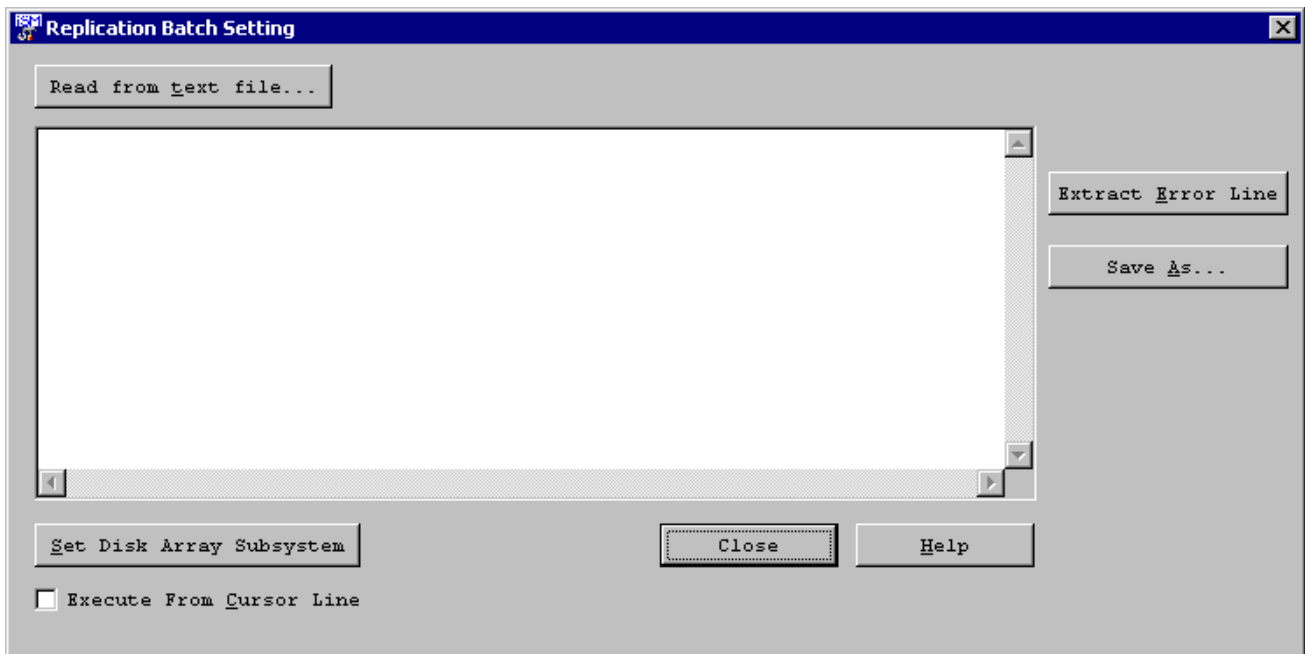 Replication Batch Setting
Read from text file...
Extract Error Line
Save As...
Set Disk Array Subsystem
Close
Help
Execute From Cursor Line